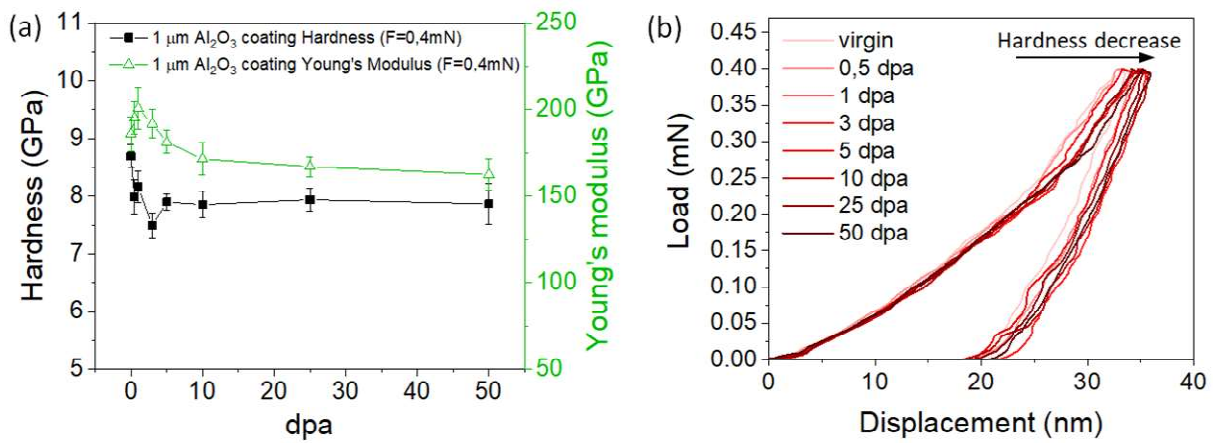 (a)
1 μm Al₂O₃ coating Hardness (F=0,4mN)
1 μm Al₂O₃ coating Young's Modulus (F=0,4mN)
Hardness (GPa)
11
10
9
8
7
6
5
0
10
20
30
40
50
dpa
250
200
150
100
50
Young's modulus (GPa)
(b)
virgin
0,5 dpa
1 dpa
3 dpa
5 dpa
10 dpa
25 dpa
50 dpa
Hardness decrease
Load (mN)
0.45
0.40
0.35
0.30
0.25
0.20
0.15
0.10
0.05
0.00
0
10
20
30
40
Displacement (nm)